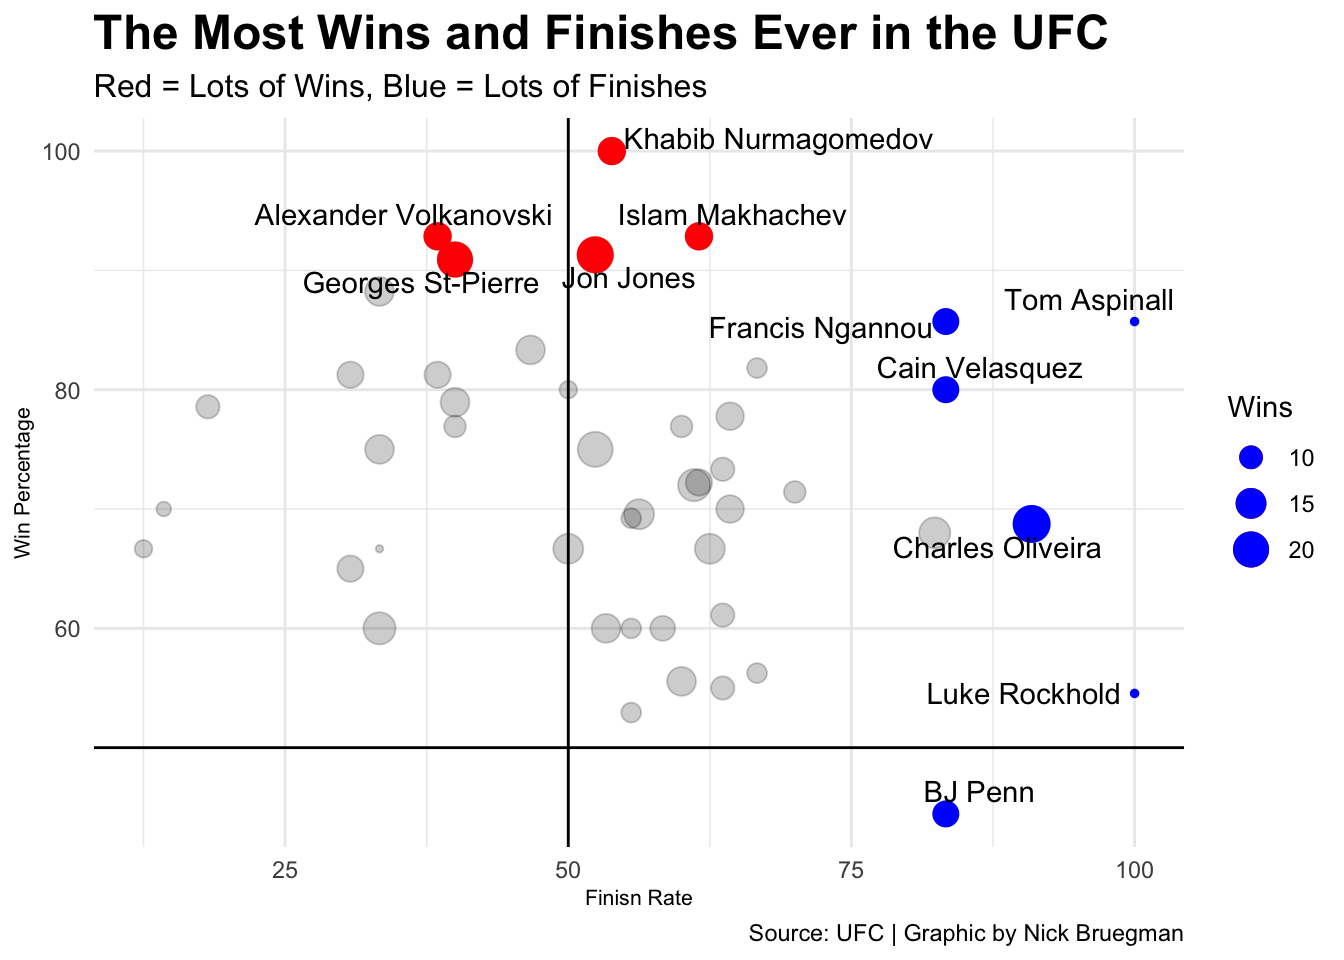 The Most Wins and Finishes Ever in the UFC
Red = Lots of Wins, Blue = Lots of Finishes
Khabib Nurmagomedov
Alexander Volkanovski
Islam Makhachev
Georges St-Pierre
Jon Jones
Tom Aspinall
Francis Ngannou
Cain Velasquez
Charles Oliveira
Luke Rockhold
BJ Penn
100
80
60
Win Percentage
25
50
75
100
Finisn Rate
Wins
10
15
20
Source: UFC | Graphic by Nick Bruegman